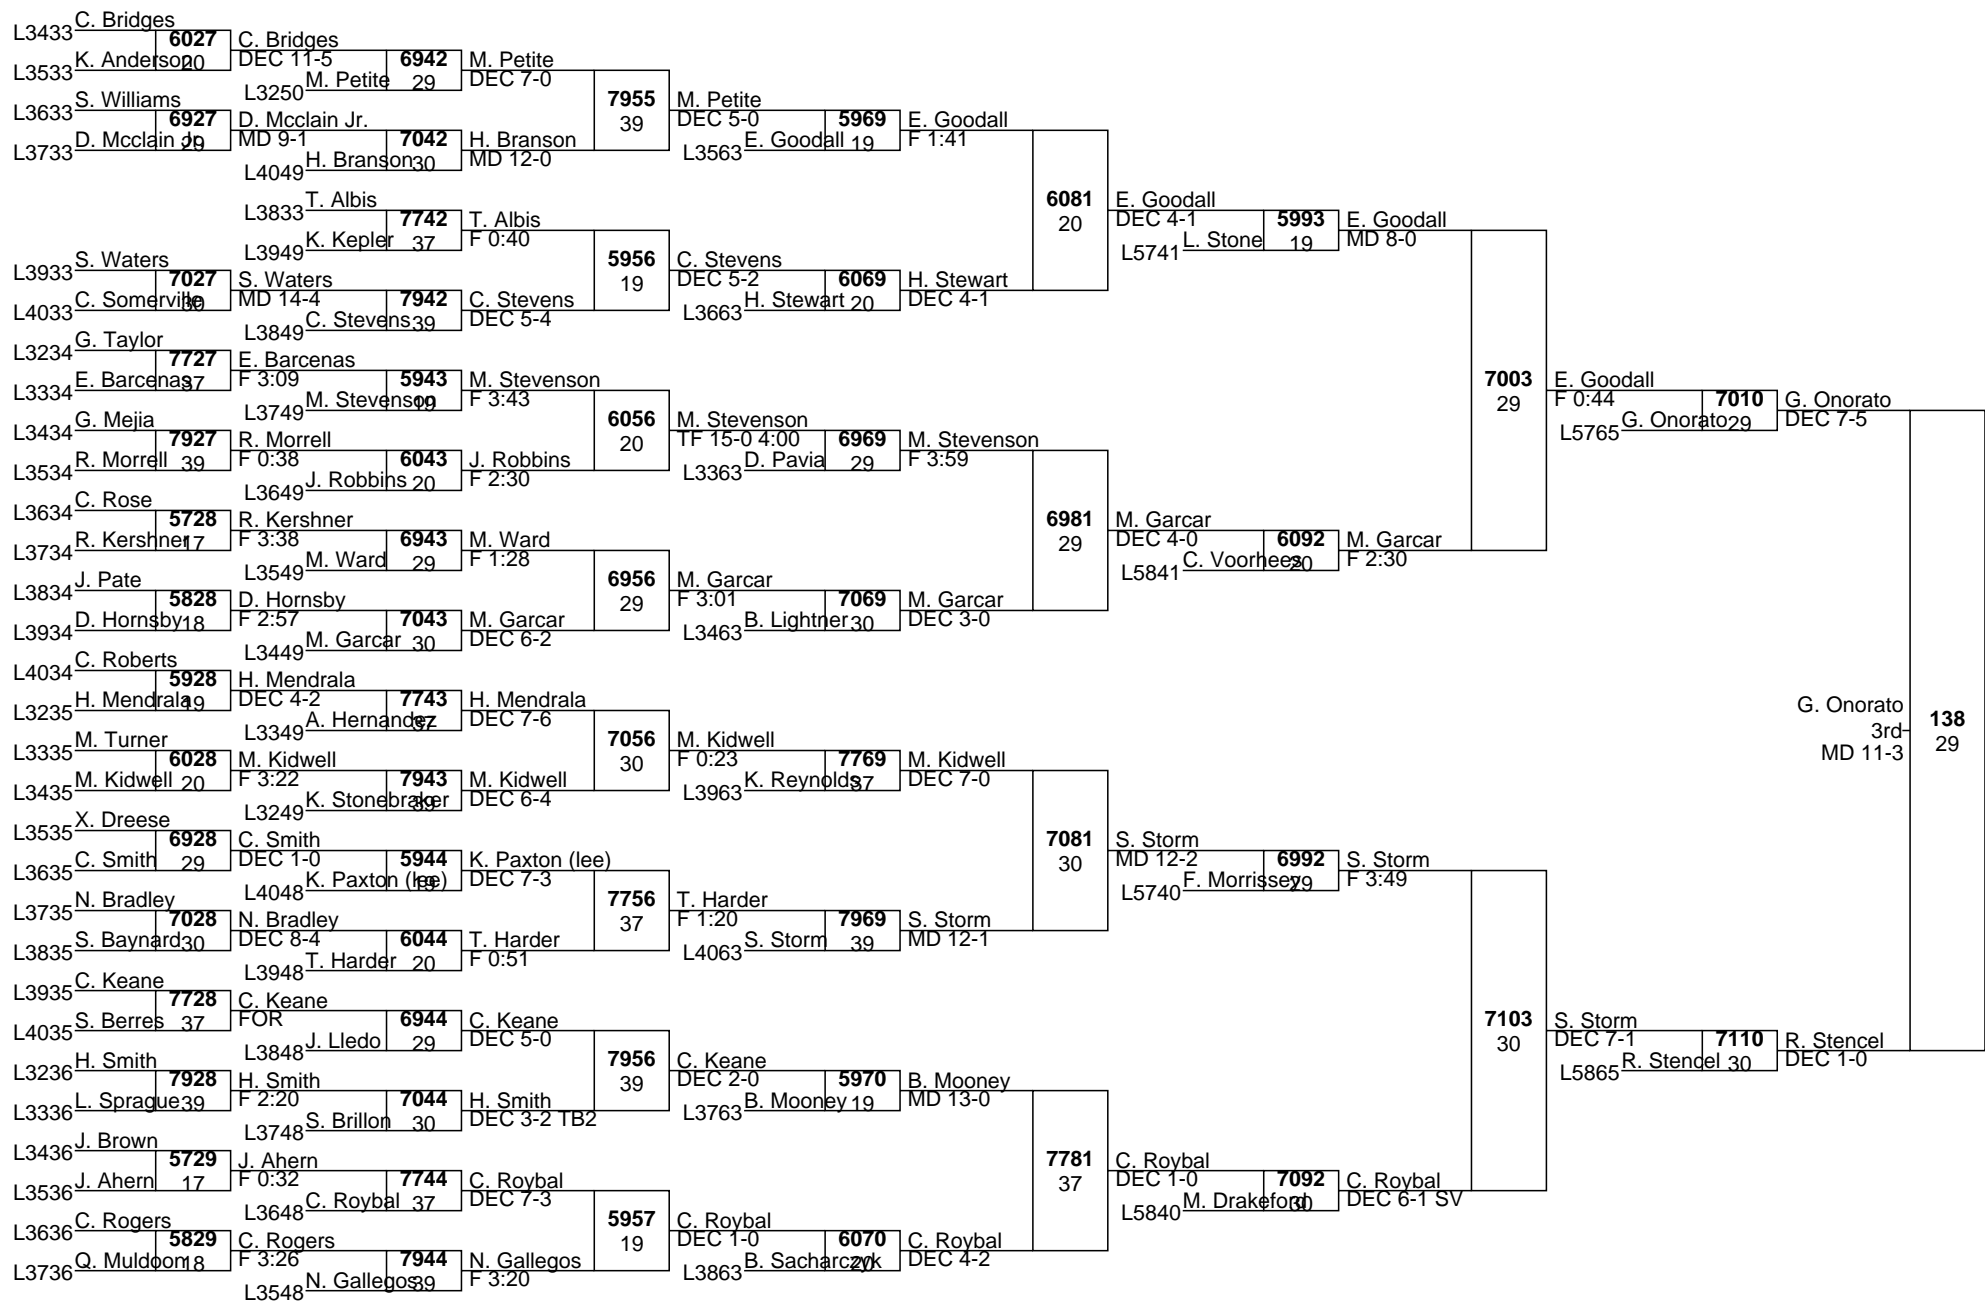 C. Bridges
L3433
6027
20
K. Anderson
L3533
C. Bridges
DEC 11-5
M. Petite
L3250
6942
29
M. Petite
DEC 7-0
S. Williams
L3633
6927
29
D. Mcclain Jr.
L3733
D. Mcclain Jr.
MD 9-1
H. Branson
L4049
7042
30
H. Branson
MD 12-0
7955
39
M. Petite
DEC 5-0
E. Goodall
L3563
5969
19
E. Goodall
F 1:41
T. Albis
L3833
7742
37
K. Kepler
L3949
T. Albis
F 0:40
S. Waters
L3933
7027
30
C. Somerville
L4033
S. Waters
MD 14-4
C. Stevens
L3849
7942
39
C. Stevens
DEC 5-4
5956
19
C. Stevens
DEC 5-2
H. Stewart
L3663
6069
20
H. Stewart
DEC 4-1
6081
20
E. Goodall
DEC 4-1
L. Stone
L5741
5993
19
E. Goodall
MD 8-0
G. Taylor
L3234
7727
37
E. Barcenas
L3334
E. Barcenas
F 3:09
M. Stevenson
L3749
5943
19
M. Stevenson
F 3:43
G. Mejia
L3434
7927
39
R. Morrell
L3534
R. Morrell
F 0:38
J. Robbins
L3649
6043
20
J. Robbins
F 2:30
6056
20
M. Stevenson
TF 15-0 4:00
D. Pavia
L3363
6969
29
M. Stevenson
F 3:59
C. Rose
L3634
5728
17
R. Kershner
L3734
R. Kershner
F 3:38
M. Ward
L3549
6943
29
M. Ward
F 1:28
J. Pate
L3834
5828
18
D. Hornsby
L3934
D. Hornsby
F 2:57
M. Garcar
L3449
7043
30
M. Garcar
DEC 6-2
6956
29
M. Garcar
F 3:01
B. Lightner
L3463
7069
30
M. Garcar
DEC 3-0
6981
29
M. Garcar
DEC 4-0
C. Voorhees
L5841
6092
20
M. Garcar
F 2:30
7003
29
E. Goodall
F 0:44
G. Onorato
L5765
7010
29
G. Onorato
DEC 7-5
C. Roberts
L4034
5928
19
H. Mendrala
L3235
H. Mendrala
DEC 4-2
A. Hernandez
L3349
7743
37
H. Mendrala
DEC 7-6
M. Turner
L3335
6028
20
M. Kidwell
L3435
M. Kidwell
F 3:22
K. Stonebraker
L3249
7943
39
M. Kidwell
DEC 6-4
7056
30
M. Kidwell
F 0:23
K. Reynolds
L3963
7769
37
M. Kidwell
DEC 7-0
X. Dreese
L3535
6928
29
C. Smith
L3635
C. Smith
DEC 1-0
K. Paxton (lee)
L4048
5944
19
K. Paxton (lee)
DEC 7-3
N. Bradley
L3735
7028
30
S. Baynard
L3835
N. Bradley
DEC 8-4
T. Harder
L3948
6044
20
T. Harder
F 0:51
7756
37
T. Harder
F 1:20
S. Storm
L4063
7969
39
S. Storm
MD 12-1
7081
30
S. Storm
MD 12-2
F. Morrissey
L5740
6992
29
S. Storm
F 3:49
C. Keane
L3935
7728
37
S. Berres
L4035
C. Keane
FOR
J. Lledo
L3848
6944
29
C. Keane
DEC 5-0
H. Smith
L3236
7928
39
L. Sprague
L3336
H. Smith
F 2:20
S. Brillon
L3748
7044
30
H. Smith
DEC 3-2 TB2
7956
39
C. Keane
DEC 2-0
B. Mooney
L3763
5970
19
B. Mooney
MD 13-0
J. Brown
L3436
5729
17
J. Ahern
L3536
J. Ahern
F 0:32
C. Roybal
L3648
7744
37
C. Roybal
DEC 7-3
C. Rogers
L3636
5829
18
Q. Muldoom
L3736
C. Rogers
F 3:26
N. Gallegos
L3548
7944
39
N. Gallegos
F 3:20
5957
19
C. Roybal
DEC 1-0
B. Sacharczyk
L3863
6070
20
C. Roybal
DEC 4-2
7781
37
C. Roybal
DEC 1-0
M. Drakeford
L5840
7092
30
C. Roybal
DEC 6-1 SV
7103
30
S. Storm
DEC 7-1
R. Stencel
L5865
7110
30
R. Stencel
DEC 1-0
G. Onorato
3rd
MD 11-3
138
29